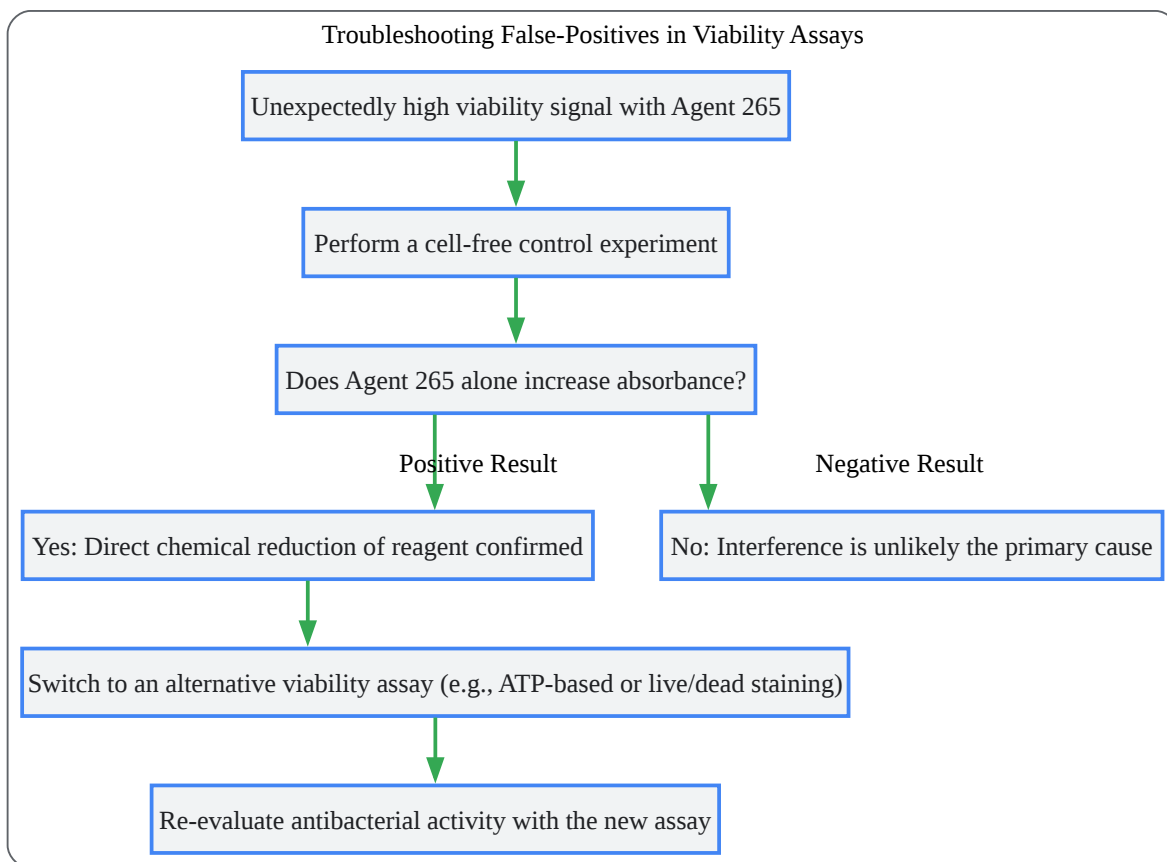 Troubleshooting False-Positives in Viability Assays
Unexpectedly high viability signal with Agent 265
Perform a cell-free control experiment
Does Agent 265 alone increase absorbance?
Positive Result
Negative Result
Yes: Direct chemical reduction of reagent confirmed
No: Interference is unlikely the primary cause
Switch to an alternative viability assay (e.g., ATP-based or live/dead staining)
Re-evaluate antibacterial activity with the new assay